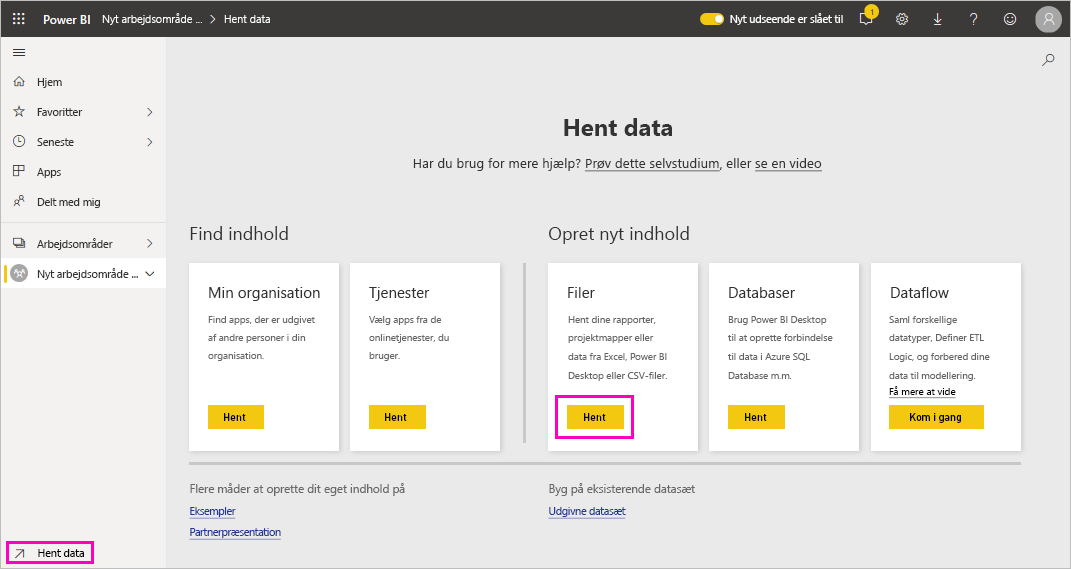 Power BI Nyt arbejdsområde ... > Hent data
Nyt udseende er slået til
1
Hjem
Favoritter
Seneste
Apps
Delt med mig
Arbejdsområder
Nyt arbejdsområde ...
Hent data
Hent data
Har du brug for mere hjælp? Prøv dette selvstudium, eller se en video
Find indhold
Min organisation
Find apps, der er udgivet
af andre personer i din
organisation.
Hent
Tjenester
Vælg apps fra de
onlinetjenester, du
bruger.
Hent
Opret nyt indhold
Filer
Hent dine rapporter,
projektmapper eller
data fra Excel, Power BI
Desktop eller CSV-filer.
Hent
Databaser
Brug Power BI Desktop
til at oprette forbindelse
til data i Azure SQL
Database m.m.
Hent
Dataflow
Saml forskellige
datatyper, Definer ETL
Logic, og forbered dine
data til modellering.
Få mere at vide
Kom i gang
Flere måder at oprette dit eget indhold på
Eksempler
Partnerpræsentation
Byg på eksisterende datasæt
Udgivne datasæt